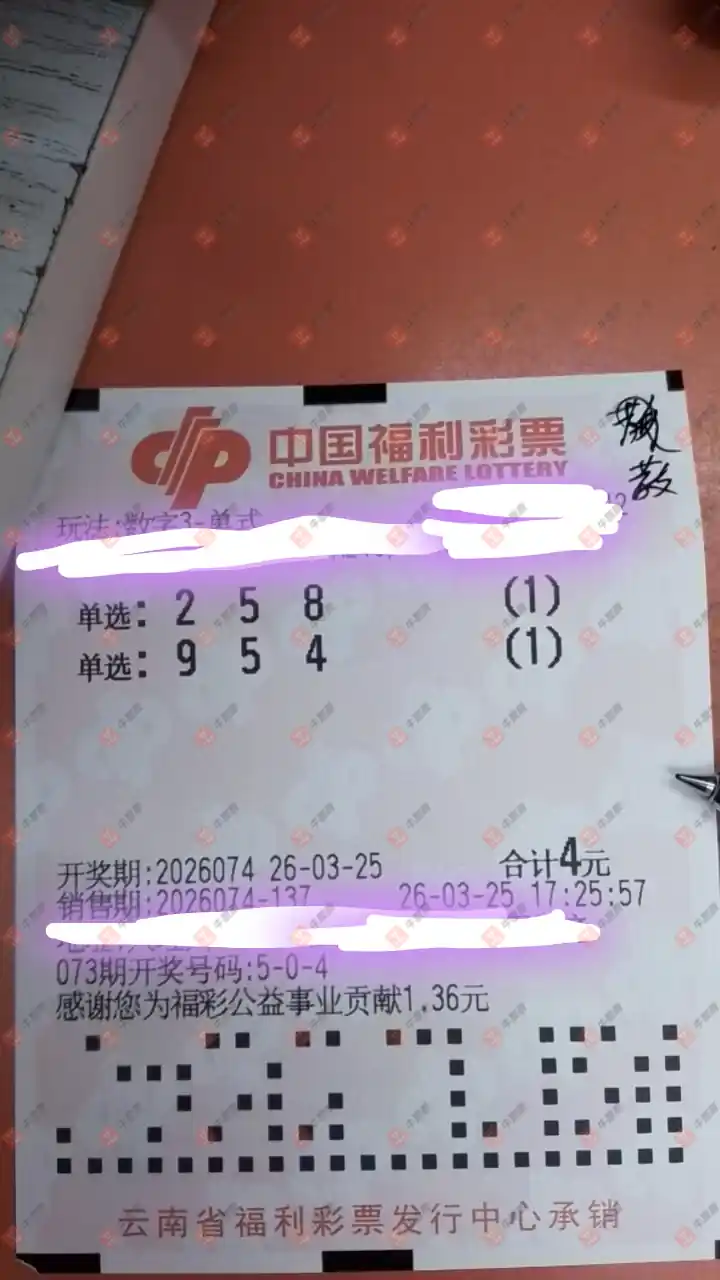 中国福利彩票
CHINA WELFARE LOTTERY
玩法:数字3-单式
单选: 2 5 8 (1)
单选: 9 5 4 (1)
开奖期:2026074 26-03-25 合计4元
销售期:2026074-137 26-03-25 17:25:57
073期开奖号码:5-0-4
感谢您为福彩公益事业贡献1.36元
云南省福利彩票发行中心承销